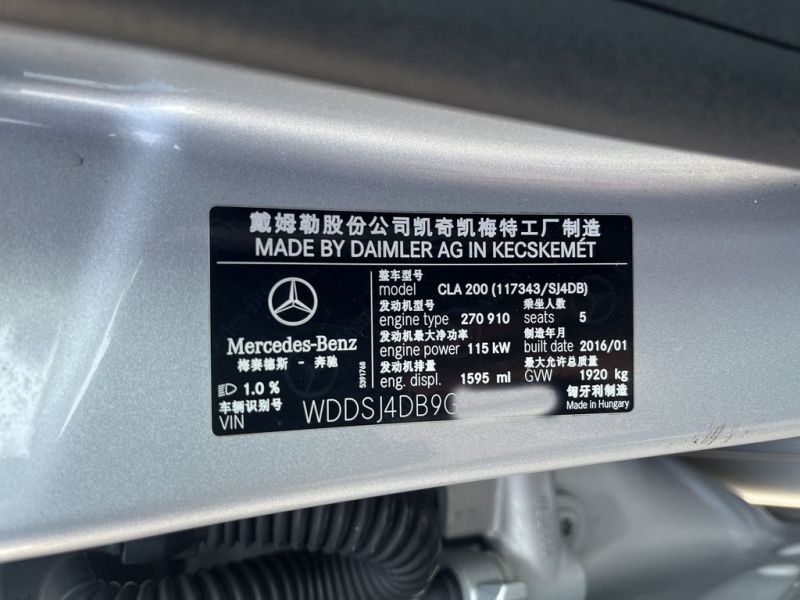 戴姆勒股份公司凯奇凯梅特工厂制造
MADE BY DAIMLER AG IN KECSKEMÉT
Mercedes-Benz
梅赛德斯 - 奔驰
1.0 %
整车型号
model CLA 200 (117343/SJ4DB)
发动机型号 乘坐人数
engine type 270 910 seats 5
发动机最大净功率 制造年月
engine power 115 kW built date 2016/01
发动机排量 最大允许总质量
eng. displ. 1595 ml GVW 1920 kg
车辆识别号 匈牙利制造
VIN WDDSJ4DB9 Made in Hungary